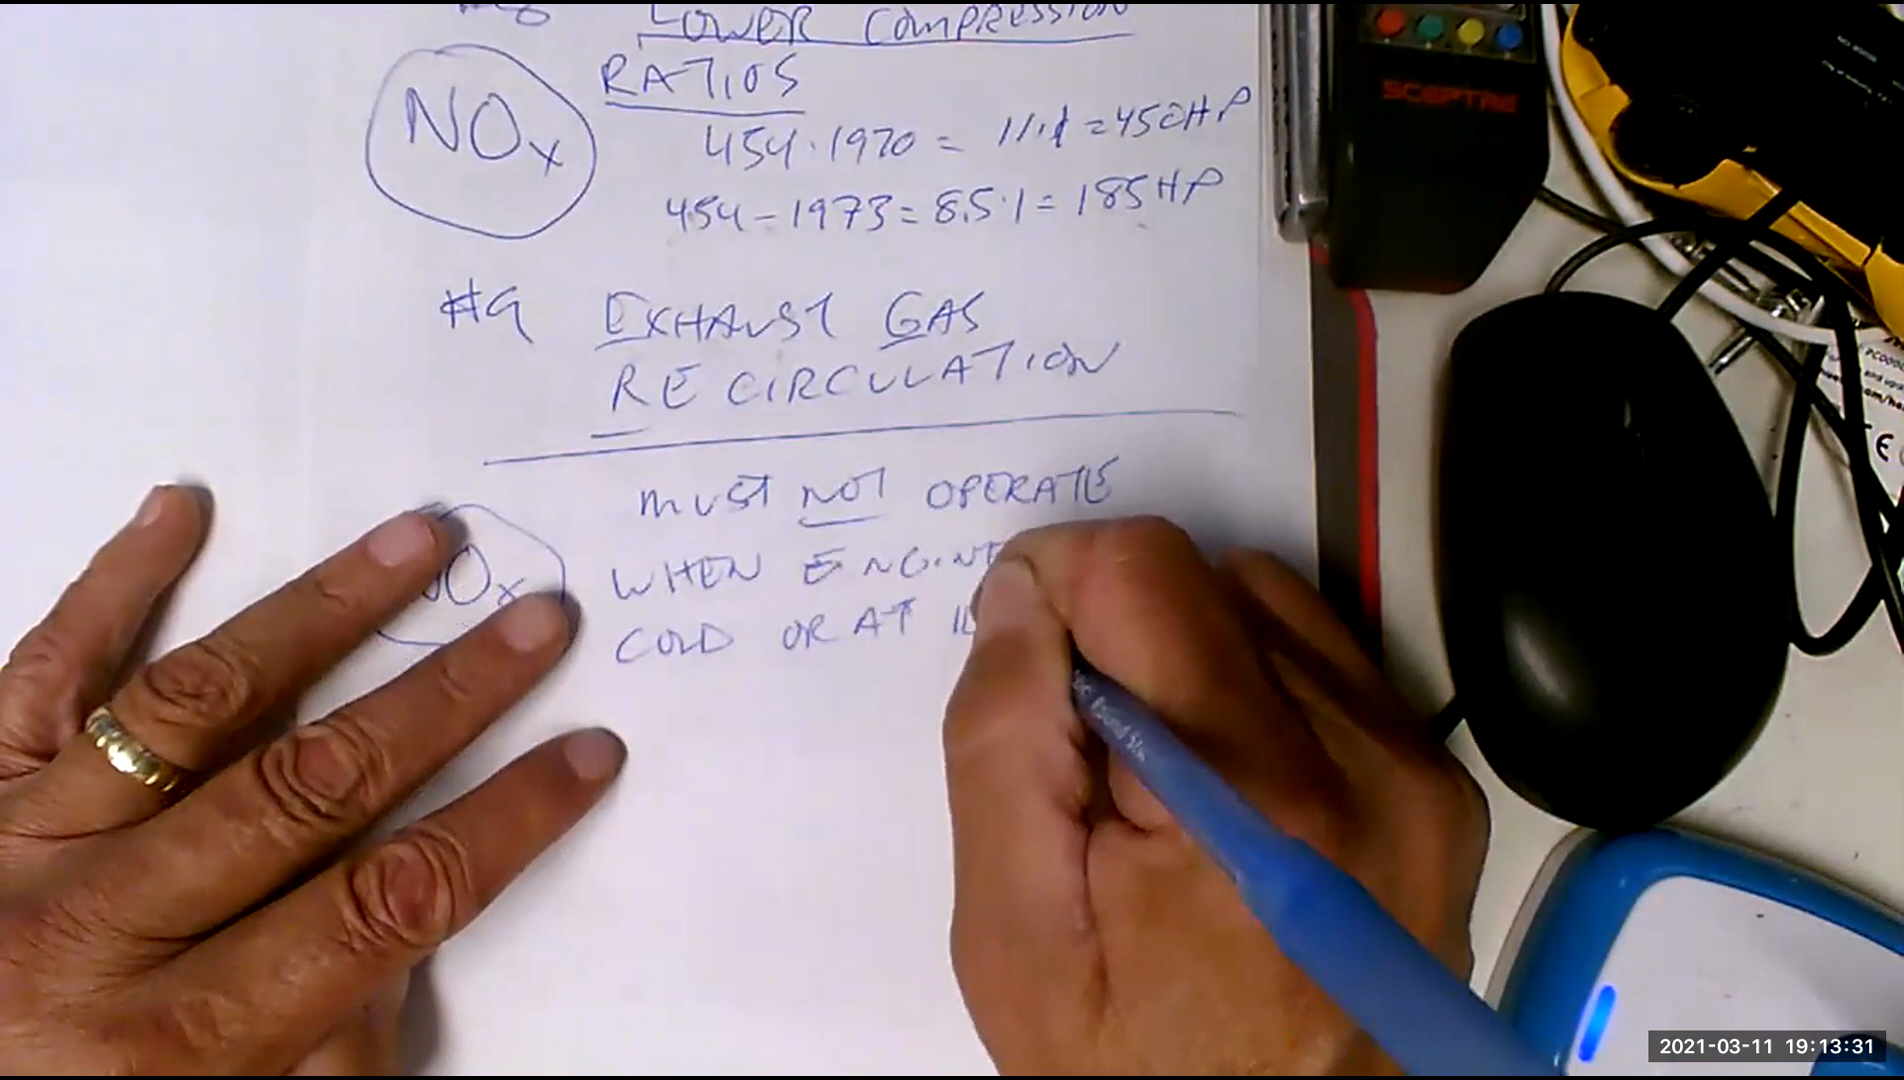 #8 LOWER COMPRESSION
RATIOS
NOx
454 · 1970 = 11:1 = 450HP
454 - 1973 = 8.5:1 = 185HP
#9 EXHAUST GAS
RECIRCULATION
MUST NOT OPERATE
NOx
WHEN ENGINE
COLD OR AT
SCEPTRE
2021-03-11 19:13:31